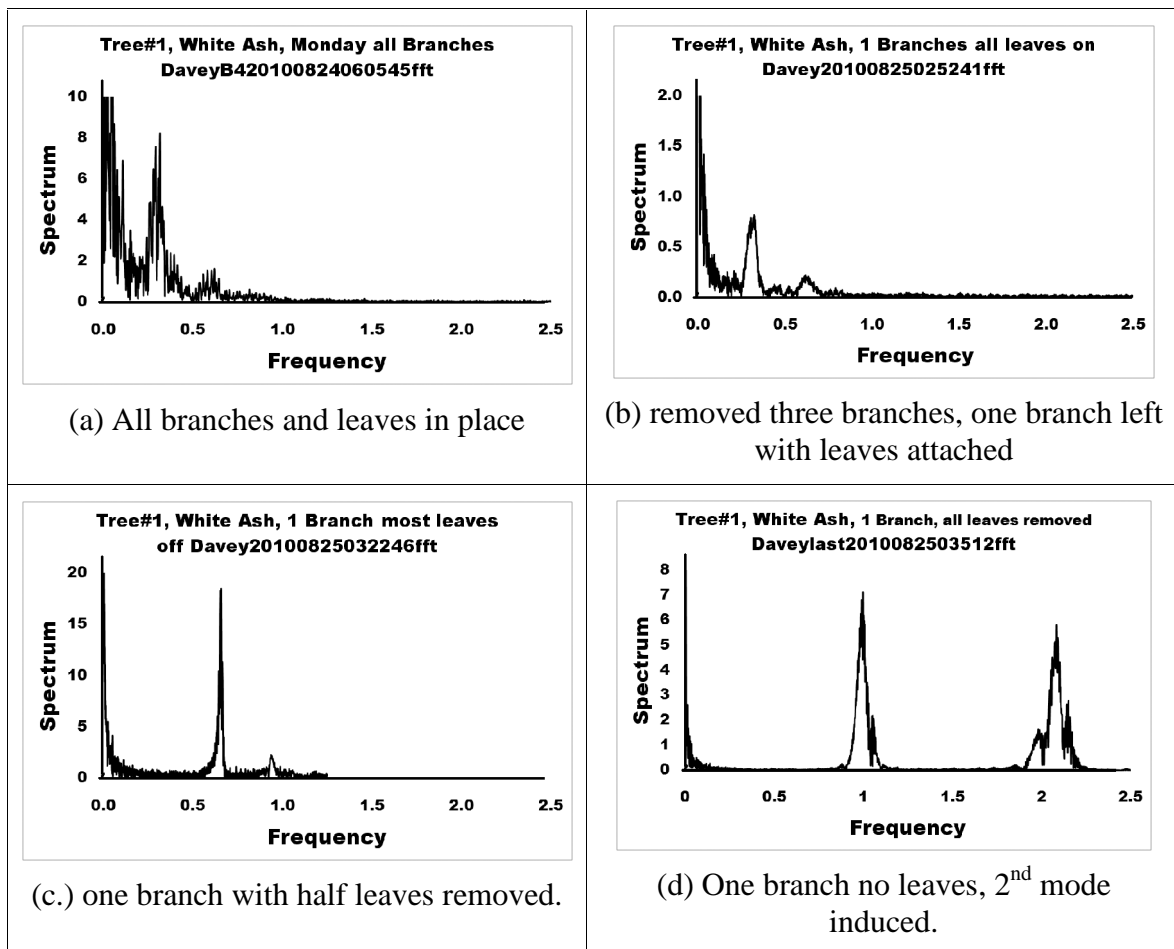 Tree#1, White Ash, Monday all Branches
DaveyB420100824060545fft
10
8
6
4
2
0
Spectrum
0.0 0.5 1.0 1.5 2.0 2.5
Frequency
(a) All branches and leaves in place
Tree#1, White Ash, 1 Branches all leaves on
Davey20100825025241fft
2.0
1.5
1.0
0.5
0.0
Spectrum
0.0 0.5 1.0 1.5 2.0 2.5
Frequency
(b) removed three branches, one branch left
with leaves attached
Tree#1, White Ash, 1 Branch most leaves
off Davey20100825032246fft
20
15
10
5
0
Spectrum
0.0 0.5 1.0 1.5 2.0 2.5
Frequency
(c.) one branch with half leaves removed.
Tree#1, White Ash, 1 Branch, all leaves removed
Daveylast2010082503512fft
8
7
6
5
4
3
2
1
0
Spectrum
0 0.5 1 1.5 2 2.5
Frequency
(d) One branch no leaves, 2nd mode
induced.